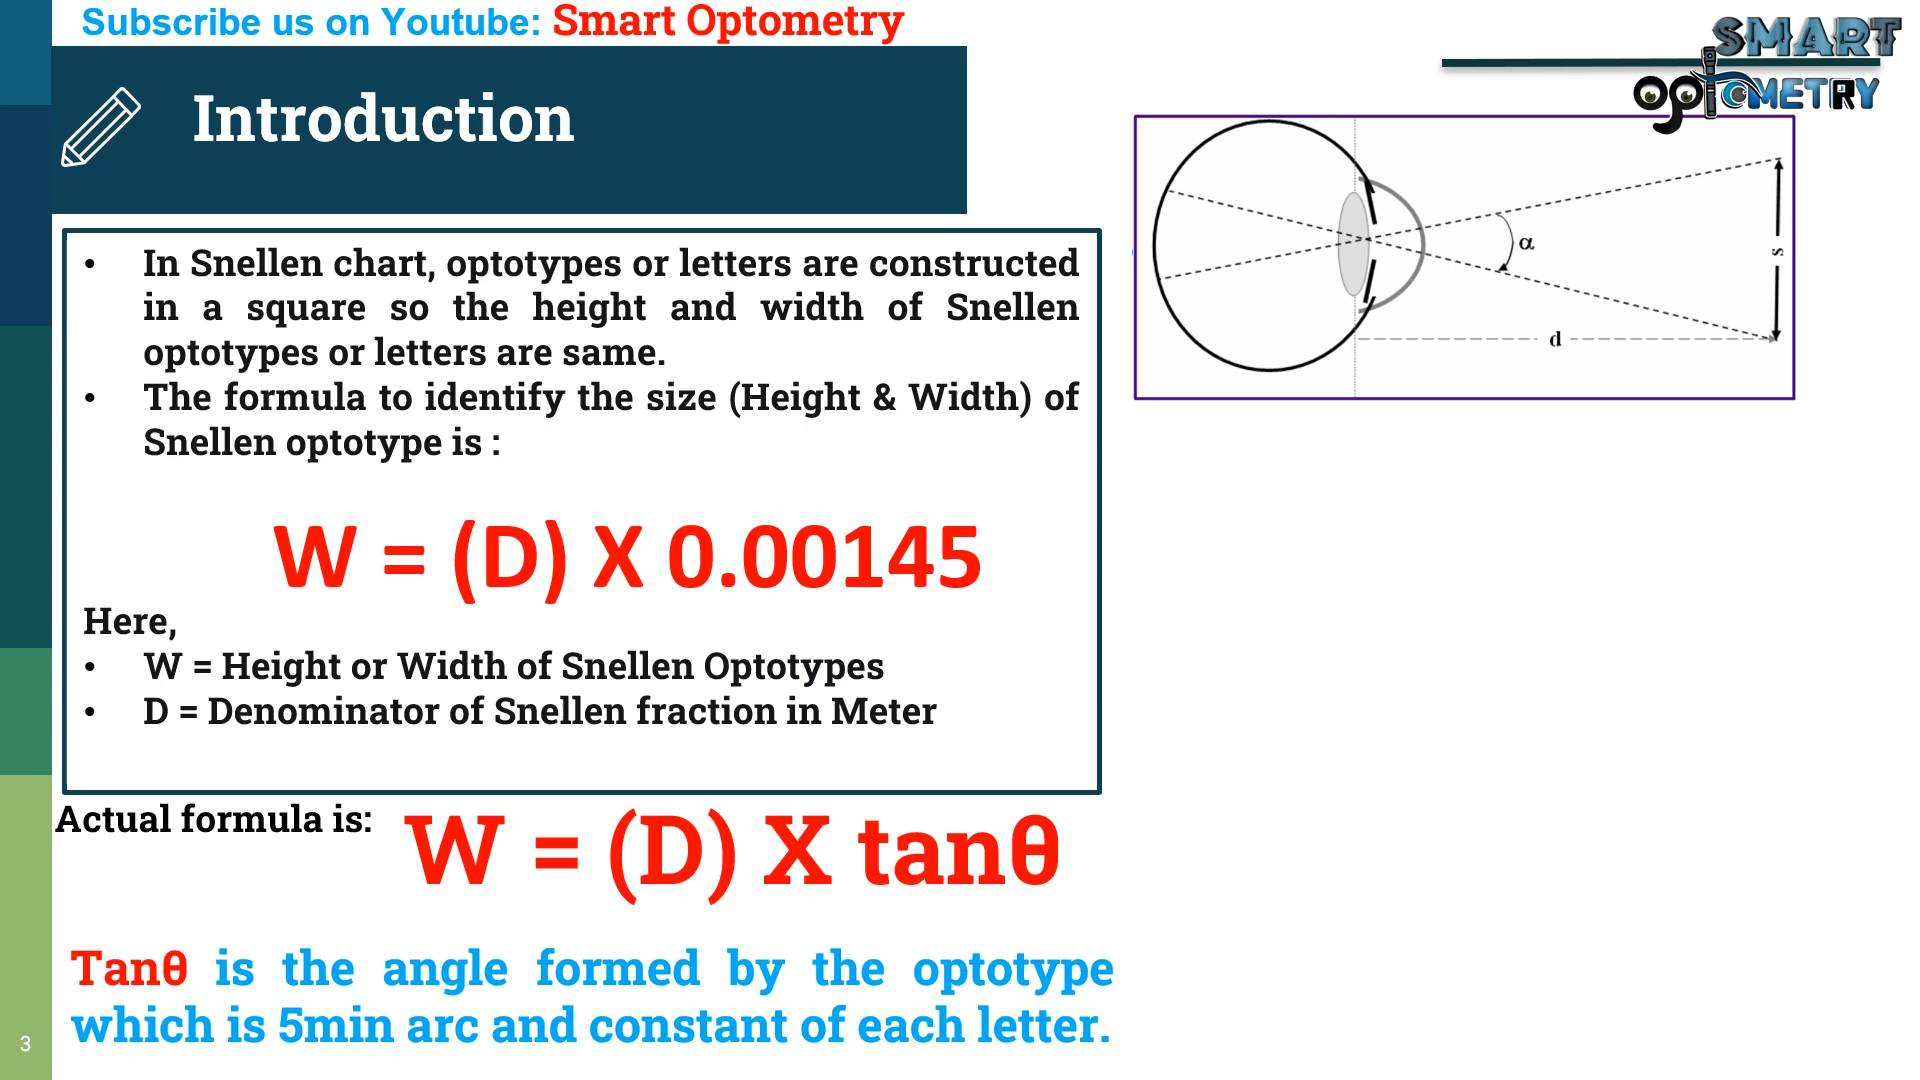 Subscribe us on Youtube: Smart Optometry
SMART
OptOMETRY
Introduction
• In Snellen chart, optotypes or letters are constructed
in a square so the height and width of Snellen
optotypes or letters are same.
• The formula to identify the size (Height & Width) of
Snellen optotype is :
W = (D) X 0.00145
Here,
• W = Height or Width of Snellen Optotypes
• D = Denominator of Snellen fraction in Meter
α
s
d
Actual formula is: W = (D) X tanθ
Tanθ is the angle formed by the optotype
which is 5min arc and constant of each letter.
3